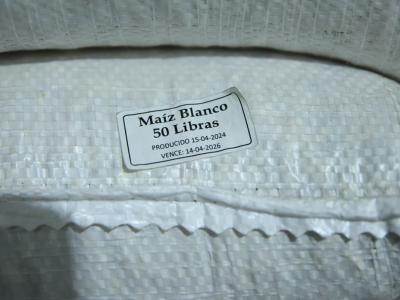 Maíz Blanco
50 Libras
PRODUCIDO 15-04-2024
VENCE: 14-04-2026